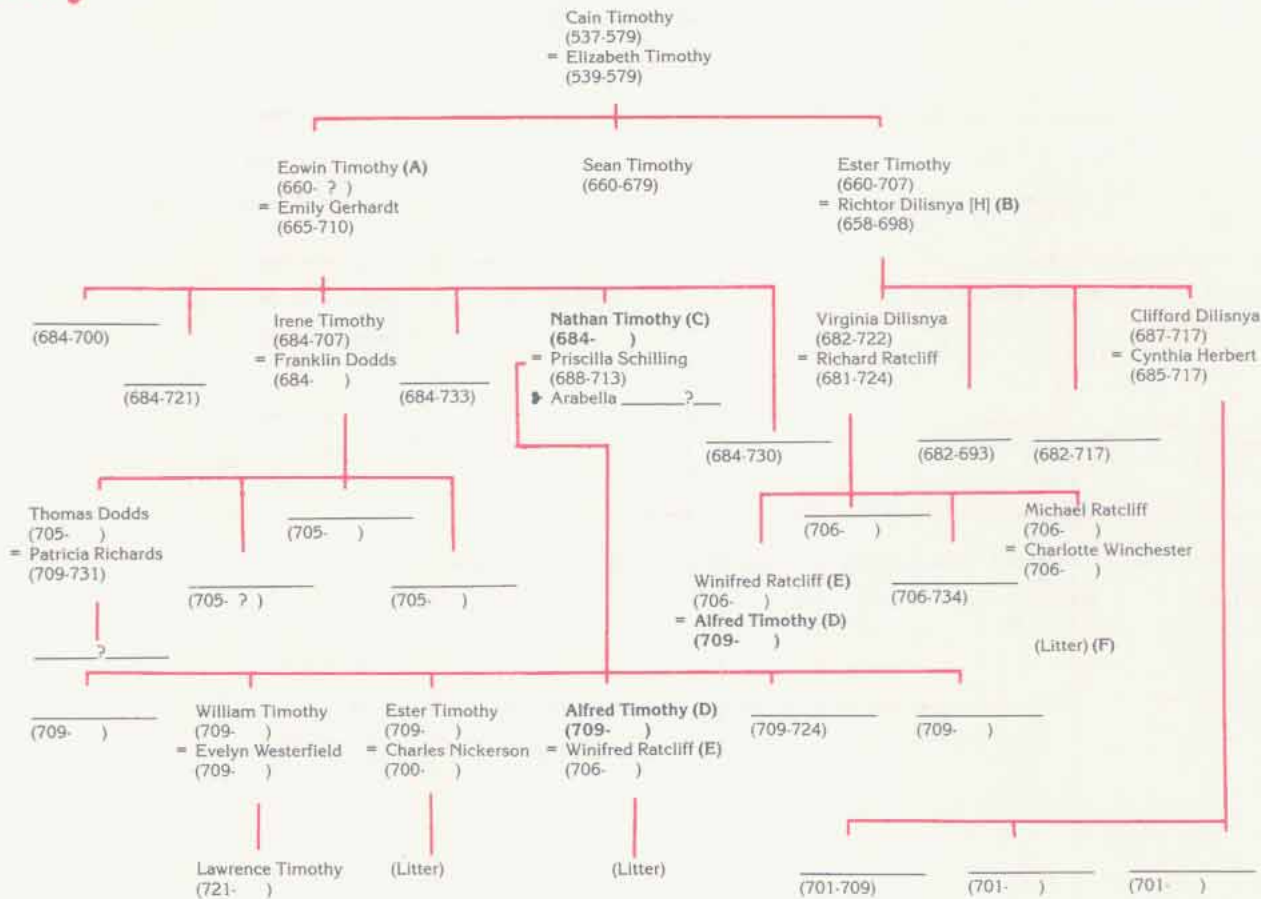 Cain Timothy
(537-579)
= Elizabeth Timothy
(539-579)
Eowin Timothy (A)
(660- ? )
= Emily Gerhardt
(665-710)
Sean Timothy
(660-679)
Ester Timothy
(660-707)
= Richtor Dilisnya [H] (B)
(658-698)
(684-700)
(684-721)
Irene Timothy
(684-707)
= Franklin Dodds
(684- )
(684-733)
Nathan Timothy (C)
(684- )
= Priscilla Schilling
(688-713)
❥ Arabella ______?__
(684-730)
Virginia Dilisnya
(682-722)
= Richard Ratcliff
(681-724)
(682-693)
(682-717)
Clifford Dilisnya
(687-717)
= Cynthia Herbert
(685-717)
Thomas Dodds
(705- )
= Patricia Richards
(709-731)
______?______
(705- ? )
(705- )
(705- )
Winifred Ratcliff (E)
(706- )
= Alfred Timothy (D)
(709- )
(706- )
(706-734)
Michael Ratcliff
(706- )
= Charlotte Winchester
(706- )
(Litter) (F)
(709- )
William Timothy
(709- )
= Evelyn Westerfield
(709- )
Ester Timothy
(709- )
= Charles Nickerson
(700- )
Alfred Timothy (D)
(709- )
= Winifred Ratcliff (E)
(706- )
(709-724)
(709- )
Lawrence Timothy
(721- )
(Litter)
(Litter)
(701-709)
(701- )
(701- )